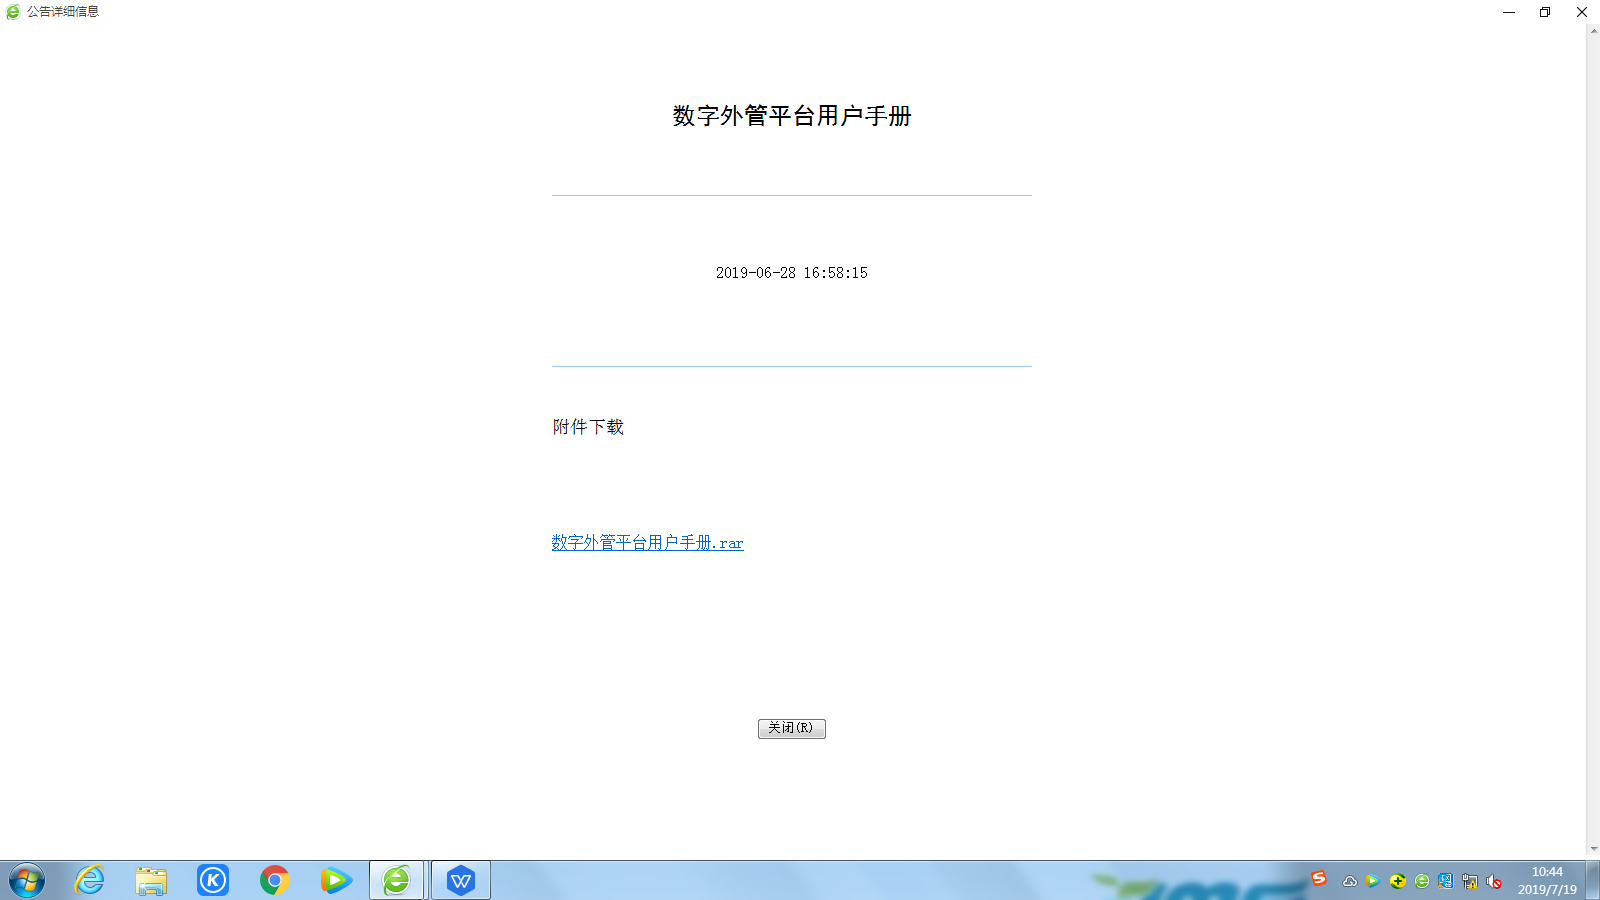 公告详细信息
数字外管平台用户手册
2019-06-28 16:58:15
附件下载
数字外管平台用户手册.rar
关闭(R)
10:44
2019/7/19